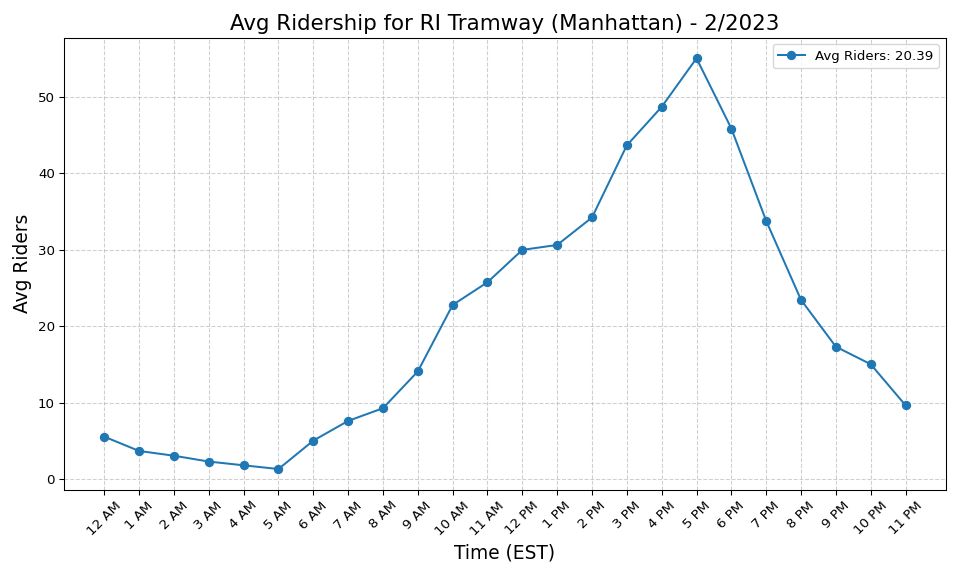 Avg Ridership for RI Tramway (Manhattan) - 2/2023
Avg Riders: 20.39
Avg Riders
50
40
30
20
10
0
12 AM
1 AM
2 AM
3 AM
4 AM
5 AM
6 AM
7 AM
8 AM
9 AM
10 AM
11 AM
12 PM
1 PM
2 PM
3 PM
4 PM
5 PM
6 PM
7 PM
8 PM
9 PM
10 PM
11 PM
Time (EST)